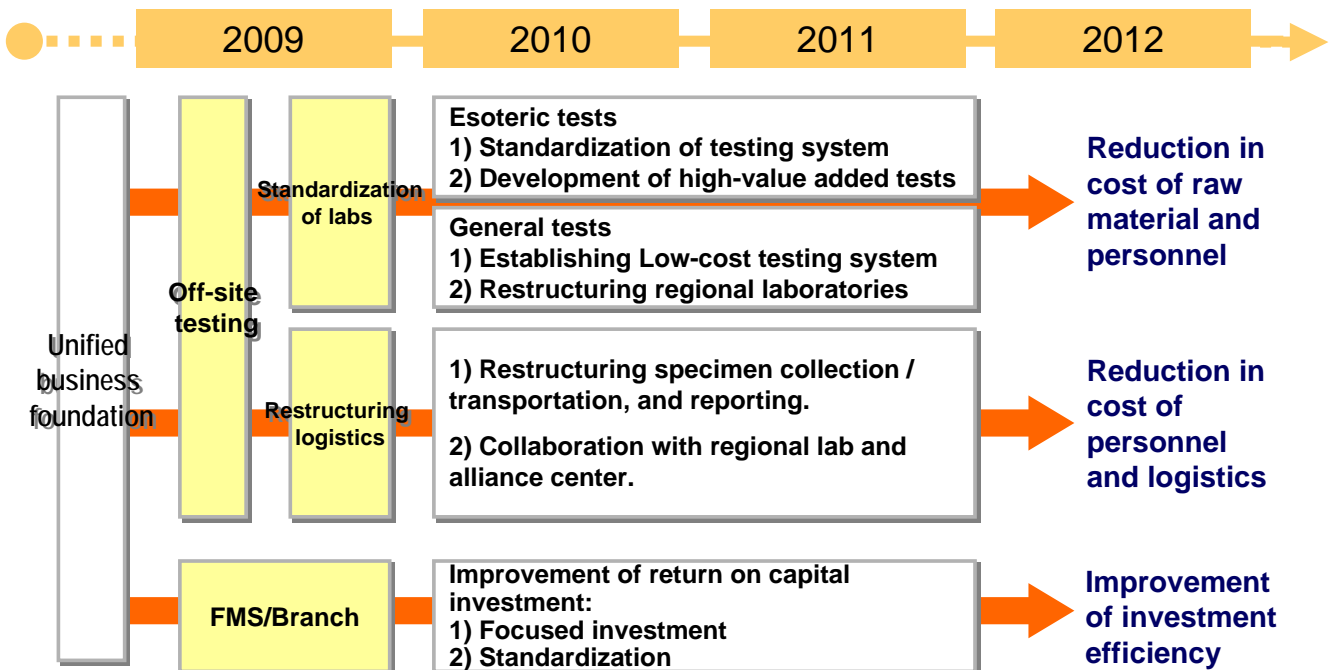 2009
2010
2011
2012
Unified
business
foundation
Off-site
testing
Standardization
of labs
Esoteric tests
1) Standardization of testing system
2) Development of high-value added tests
General tests
1) Establishing Low-cost testing system
2) Restructuring regional laboratories
Reduction in
cost of raw
material and
personnel
Restructuring
logistics
1) Restructuring specimen collection /
transportation, and reporting.
2) Collaboration with regional lab and
alliance center.
Reduction in
cost of
personnel
and logistics
FMS/Branch
Improvement of return on capital
investment:
1) Focused investment
2) Standardization
Improvement
of investment
efficiency